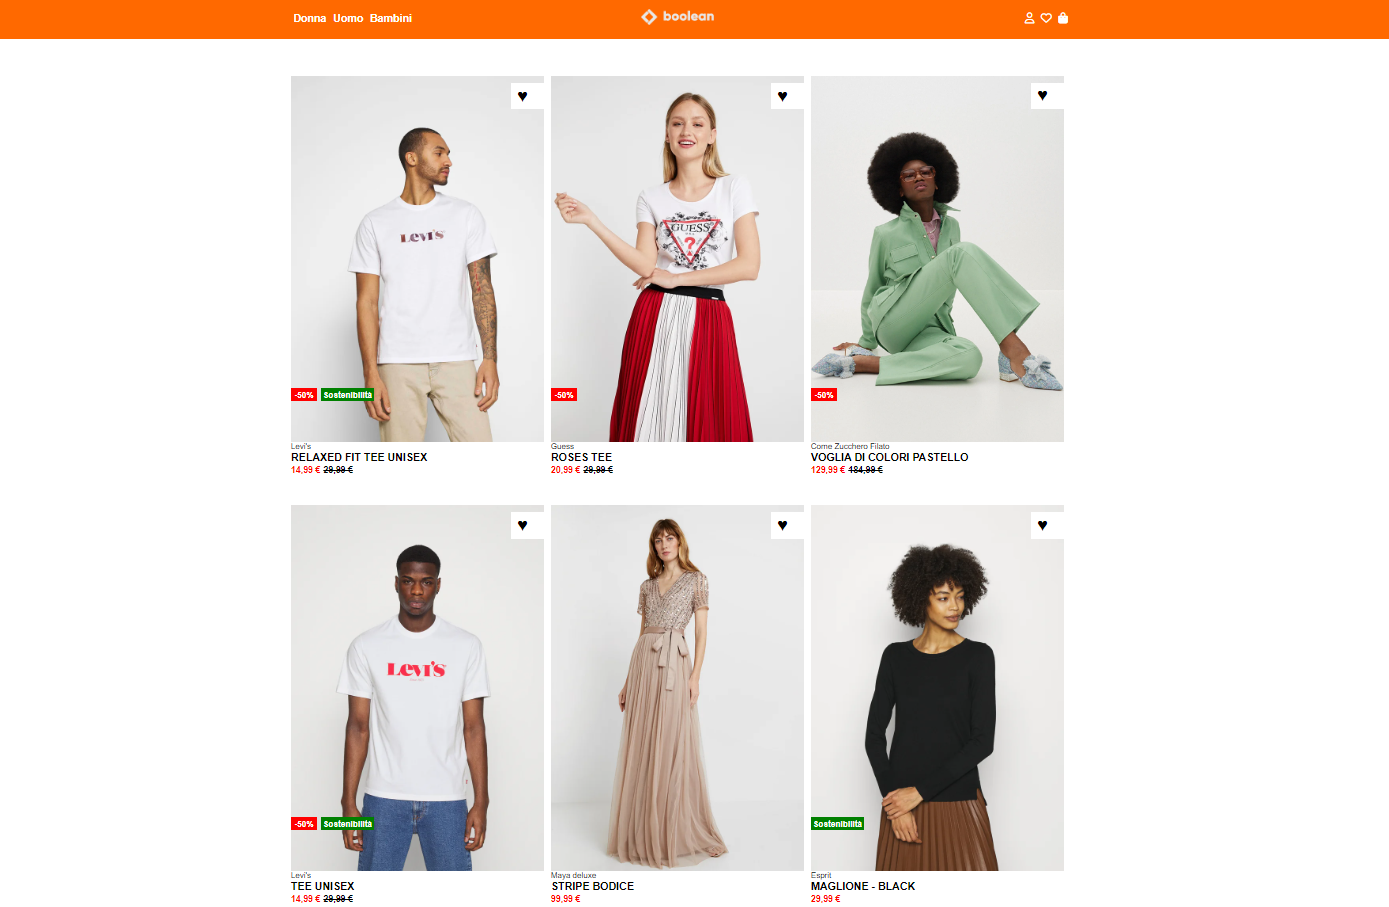 Donna Uomo Bambini
boolean
LEVI'S
GUESS
?
-50% Sostenibilità
-50%
-50%
Levi's
RELAXED FIT TEE UNISEX
14,99 € 29,99 €
Guess
ROSES TEE
20,99 € 29,99 €
Come Zucchero Filato
VOGLIA DI COLORI PASTELLO
129,99 € 184,99 €
LEVI'S
-50% Sostenibilità
Sostenibilità
Levi's
TEE UNISEX
14,99 € 29,99 €
Maya deluxe
STRIPE BODICE
99,99 €
Esprit
MAGLIONE - BLACK
29,99 €